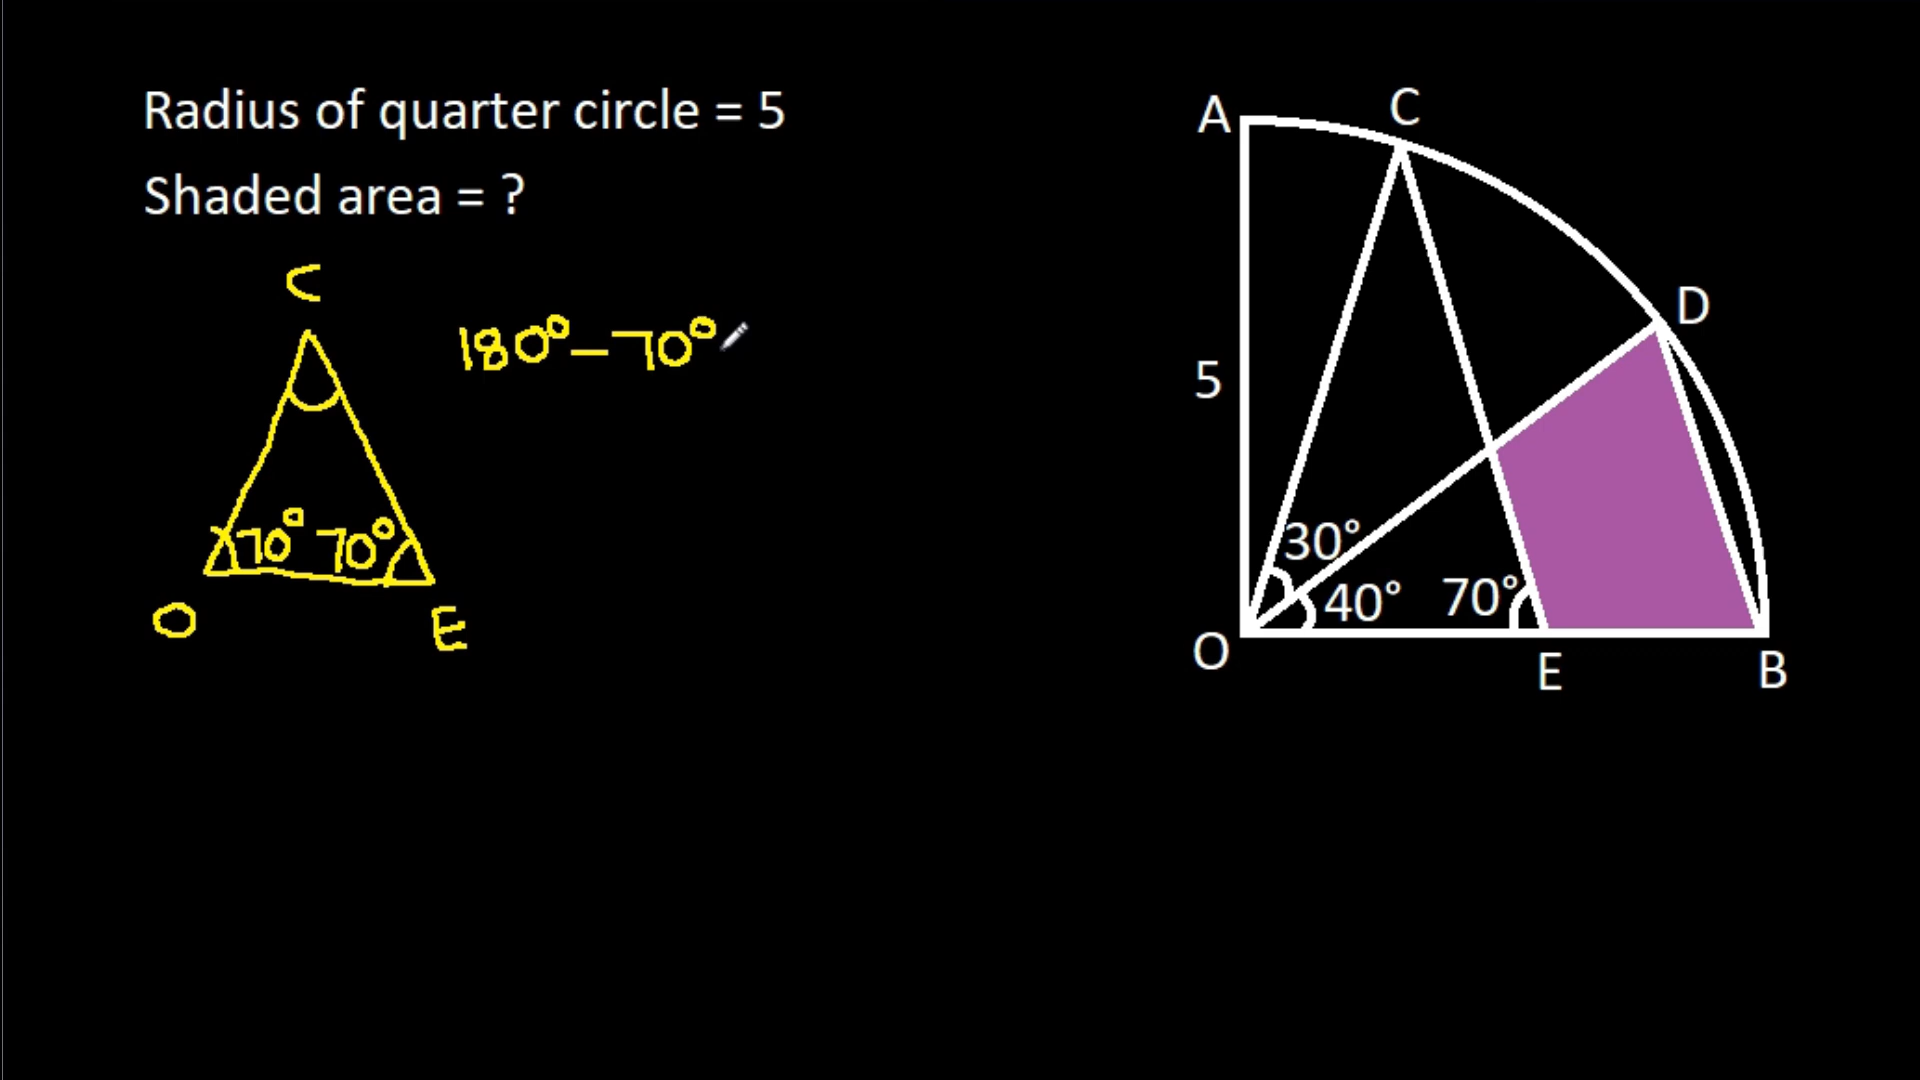 Radius of quarter circle = 5
Shaded area = ?
C
180°-70°
70° 70°
O
E
A
C
D
5
30°
40°
70°
O
E
B